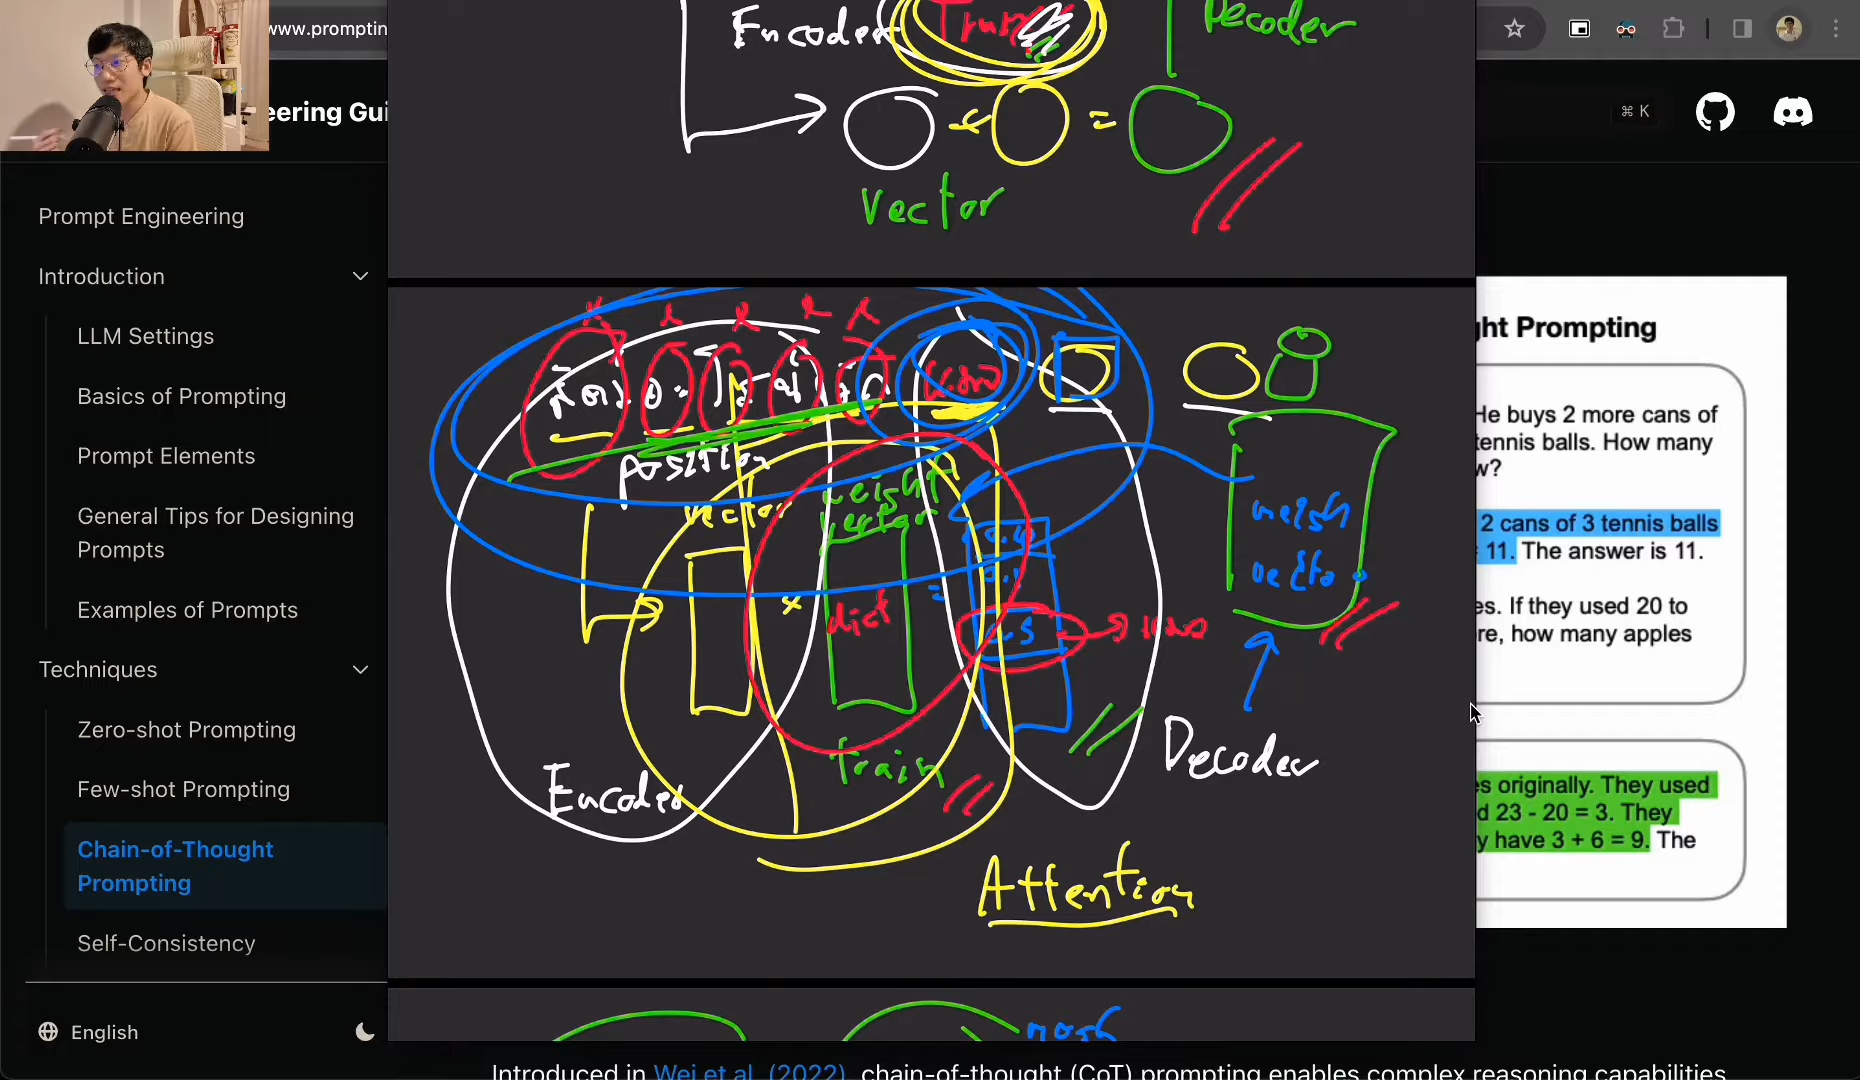 www.promptin
eering Gui
⌘ K
Prompt Engineering
Introduction
LLM Settings
Basics of Prompting
Prompt Elements
General Tips for Designing
Prompts
Examples of Prompts
Techniques
Zero-shot Prompting
Few-shot Prompting
Chain-of-Thought
Prompting
Self-Consistency
English
Encoder
Decoder
=
vector
position
vector
weight
vector
x
dict
=
Train
Encoder
Decoder
Attention
ght Prompting
He buys 2 more cans of
tennis balls. How many
w?
2 cans of 3 tennis balls
= 11. The answer is 11.
es. If they used 20 to
re, how many apples
es originally. They used
d 23 - 20 = 3. They
y have 3 + 6 = 9. The
Introduced in Wei et al. (2022), chain-of-thought (CoT) prompting enables complex reasoning capabilities